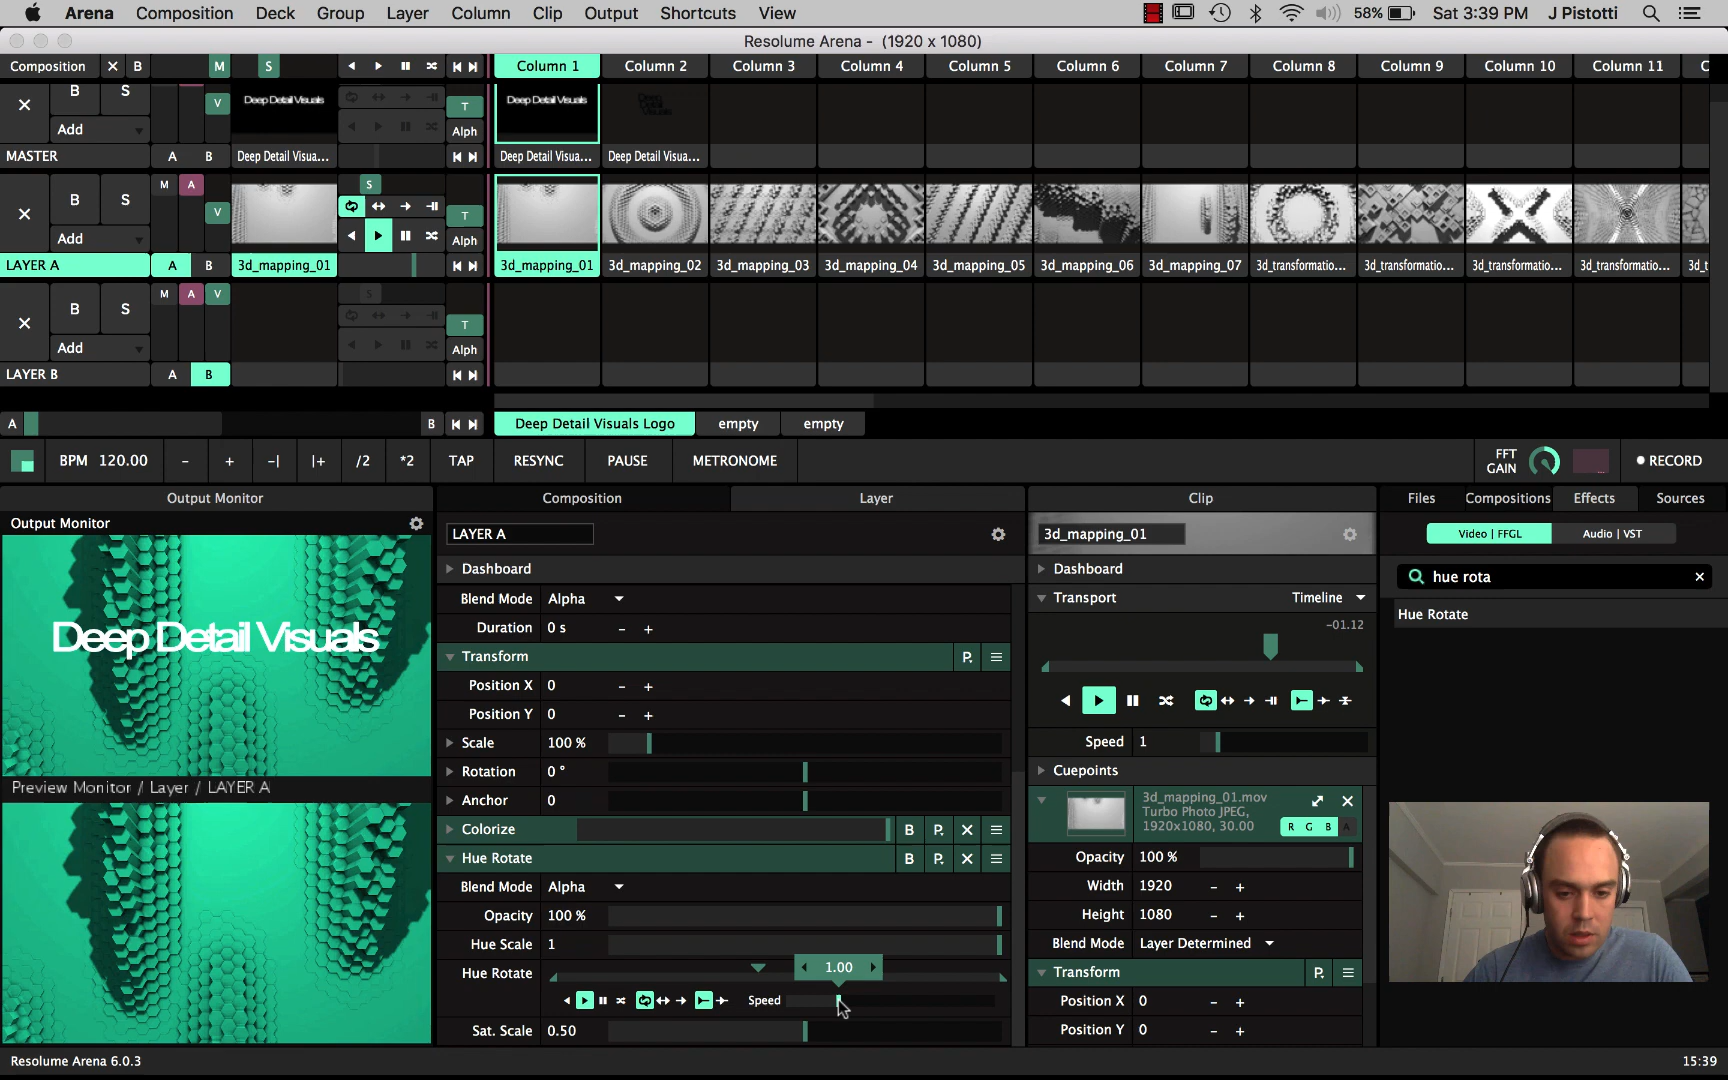 Arena Composition Deck Group Layer Column Clip Output Shortcuts View 58% Sat 3:39 PM J Pistotti
Resolume Arena - (1920 x 1080)
Composition B M S Column 1 Column 2 Column 3 Column 4 Column 5 Column 6 Column 7 Column 8 Column 9 Column 10 Column 11 C
B S V Deep Detail Visuals T Deep Detail Visuals
Add Alph
MASTER A B Deep Detail Visua... Deep Detail Visua... Deep Detail Visua...
M A S
B S V T
Add Alph
LAYER A A B 3d_mapping_01 3d_mapping_01 3d_mapping_02 3d_mapping_03 3d_mapping_04 3d_mapping_05 3d_mapping_06 3d_mapping_07 3d_transformatio... 3d_transformatio... 3d_transformatio... 3d_transformatio... 3d_t
M A V S
B S T
Add Alph
LAYER B A B
A B Deep Detail Visuals Logo empty empty
BPM 120.00 - + -| |+ /2 *2 TAP RESYNC PAUSE METRONOME FFT GAIN RECORD
Output Monitor Composition Layer Clip Files Compositions Effects Sources
Output Monitor LAYER A 3d_mapping_01 Video | FFGL Audio | VST
Dashboard Dashboard hue rota
Blend Mode Alpha Transport Timeline Hue Rotate
Duration 0 s - + -01.12
Deep Detail Visuals
Transform P.
Position X 0 - +
Position Y 0 - +
Scale 100 % Speed 1
Rotation 0 ° Cuepoints
Preview Monitor / Layer / LAYER A
Anchor 0 3d_mapping_01.mov
Turbo Photo JPEG,
1920x1080, 30.00 R G B A
Colorize B P.
Hue Rotate B P. Opacity 100 %
Blend Mode Alpha Width 1920 - +
Opacity 100 % Height 1080 - +
Hue Scale 1 Blend Mode Layer Determined
Hue Rotate 1.00 Transform P.
Speed Position X 0 - +
Sat. Scale 0.50 Position Y 0 - +
Resolume Arena 6.0.3 15:39